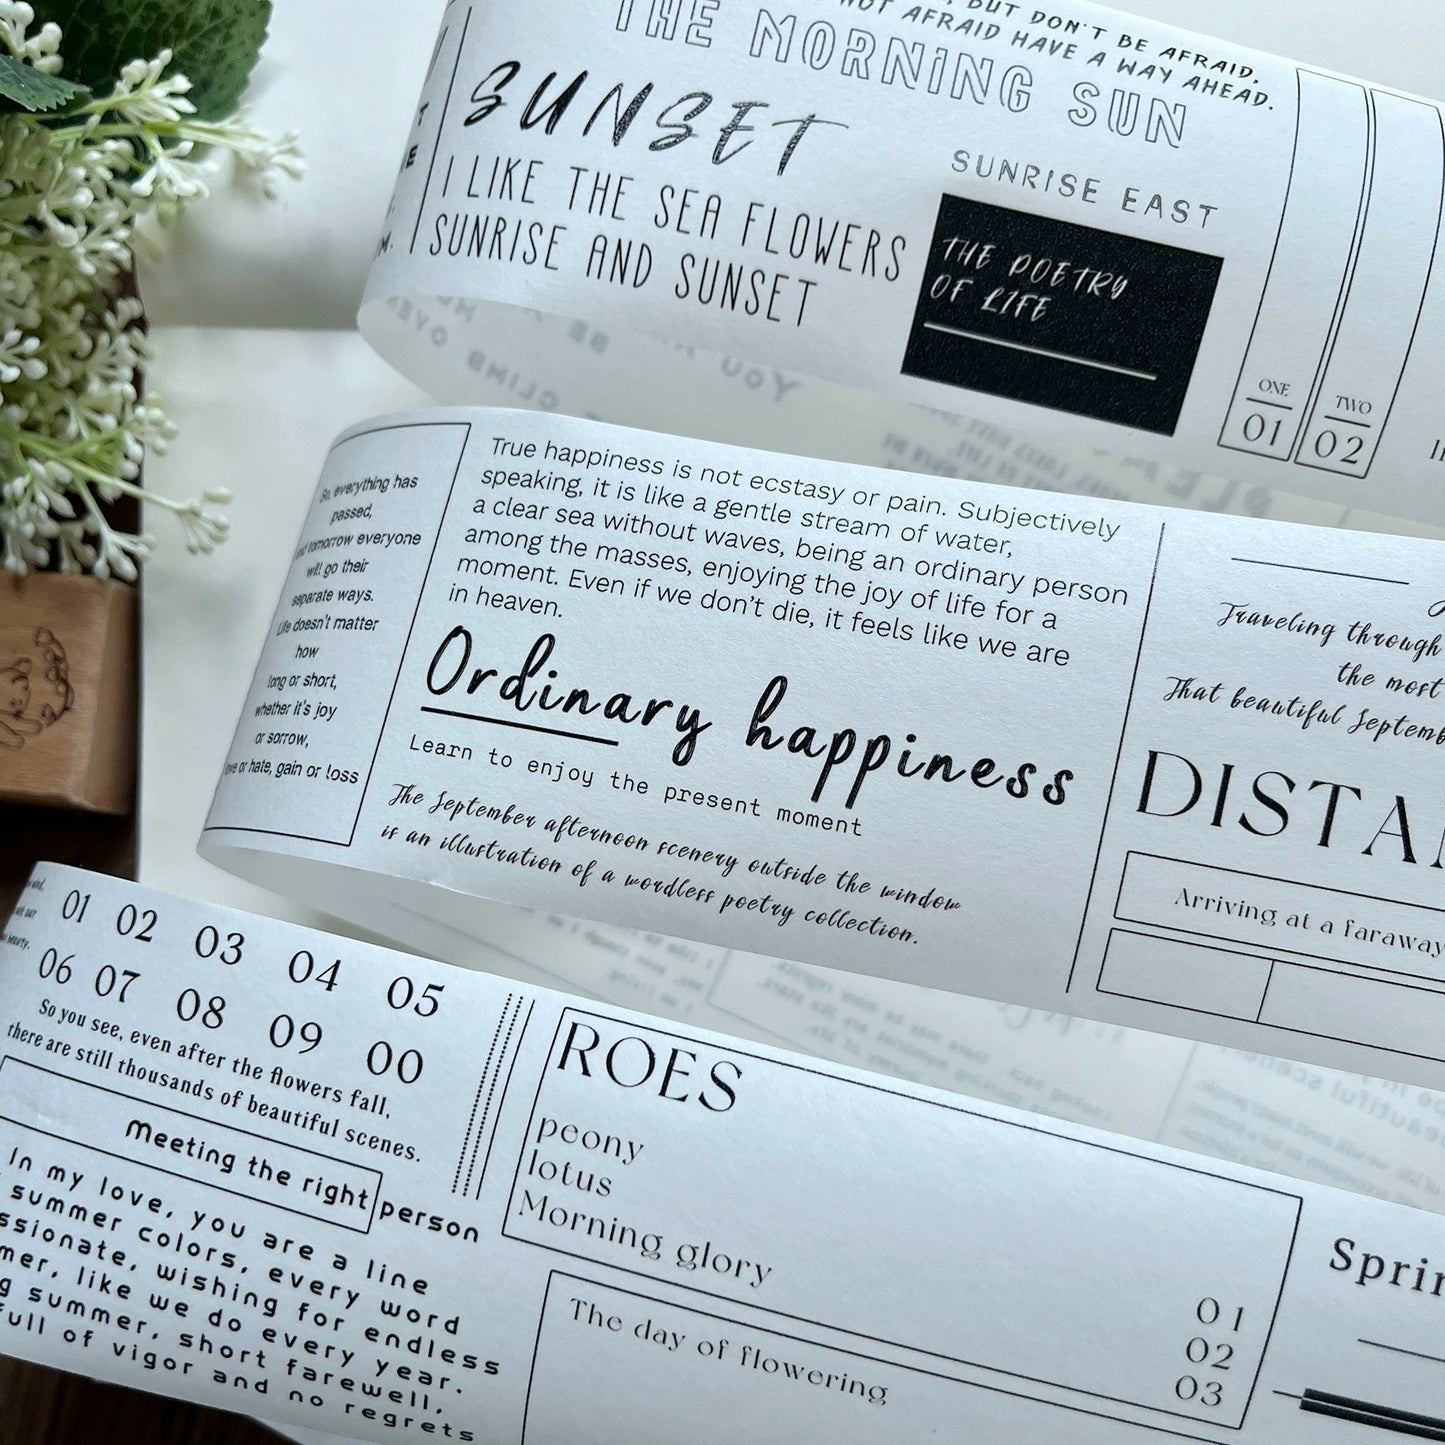 BUT DON'T BE AFRAID,
NOT AFRAID HAVE A WAY AHEAD.
THE MORNING SUN
SUNSET
I LIKE THE SEA FLOWERS
SUNRISE AND SUNSET
SUNRISE EAST
THE POETRY
OF LIFE
ONE
01
TWO
02
So, everything has
passed,
and tomorrow everyone
will go their
separate ways.
Life doesn't matter
how
long or short,
whether it's joy
or sorrow,
love or hate, gain or loss
True happiness is not ecstasy or pain. Subjectively
speaking, it is like a gentle stream of water,
a clear sea without waves, being an ordinary person
among the masses, enjoying the joy of life for a
moment. Even if we don't die, it feels like we are
in heaven.
Ordinary happiness
Learn to enjoy the present moment
The September afternoon scenery outside the window
is an illustration of a wordless poetry collection.
Traveling through
the most
That beautiful Septemb
DISTAN
Arriving at a faraway
01 02 03 04 05
06 07 08 09 00
So you see, even after the flowers fall,
there are still thousands of beautiful scenes.
Meeting the right person
In my love, you are a line
summer colors, every word
ssionate, wishing for endless
mer, like we do every year.
g summer, short farewell,
full of vigor and no regrets
ROES
peony
lotus
Morning glory
01
02
03
The day of flowering
Sprin